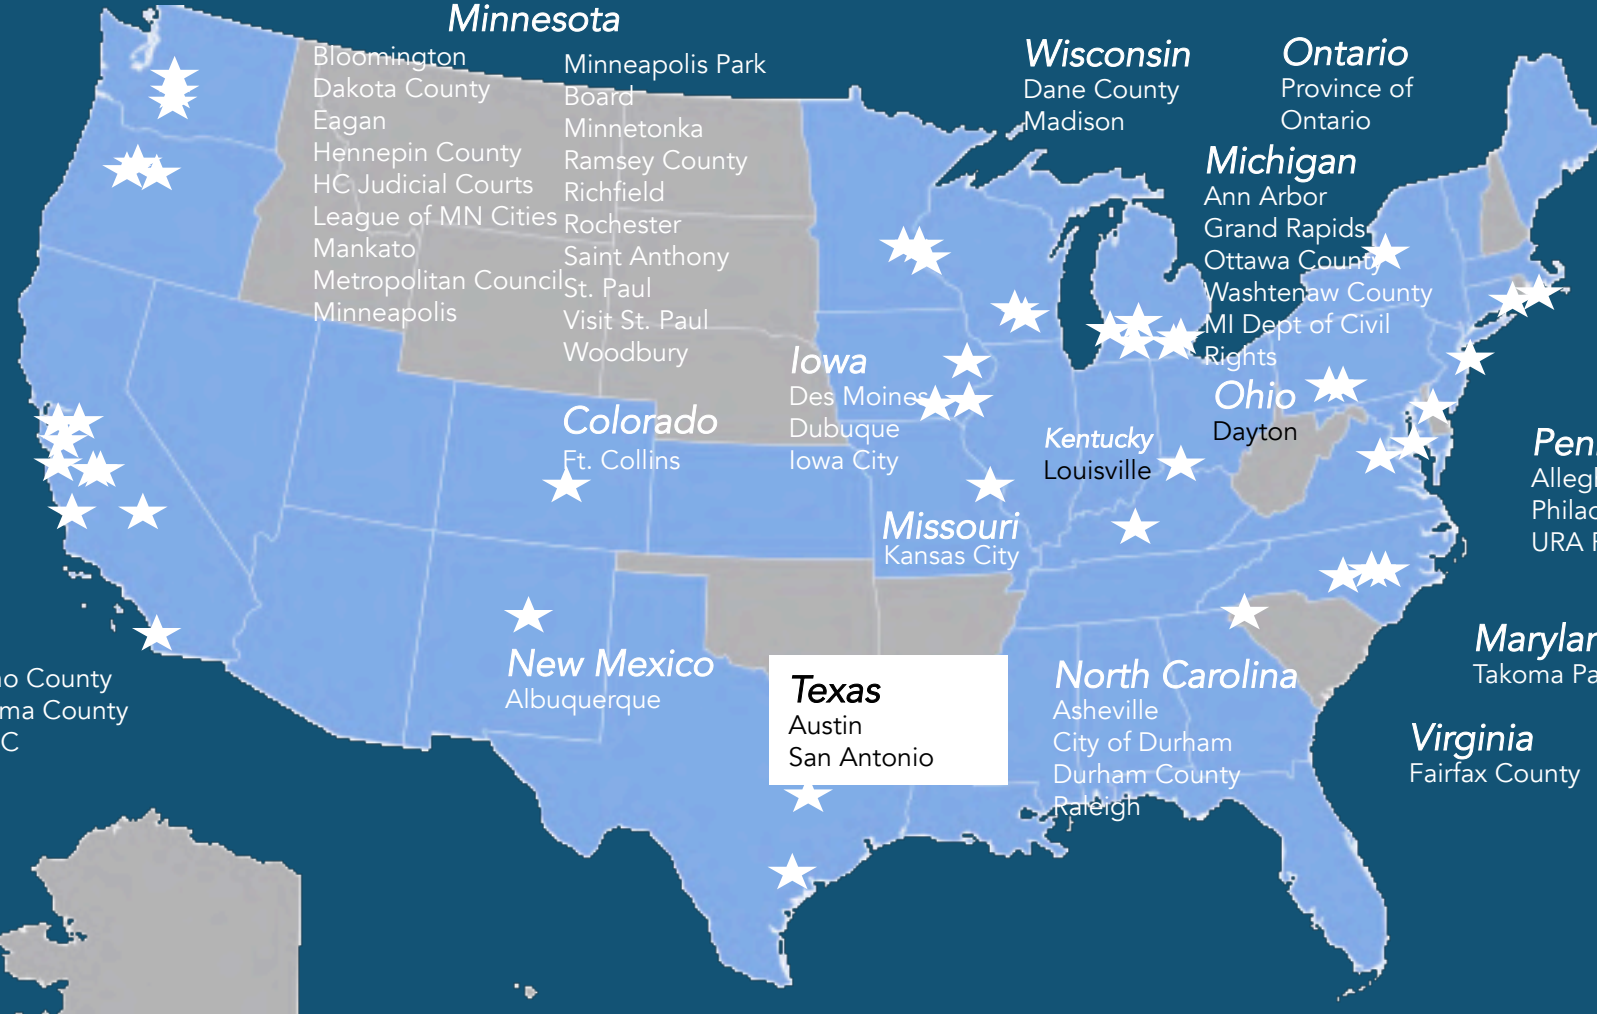 Minnesota
Bloomington
Dakota County
Eagan
Hennepin County
HC Judicial Courts
League of MN Cities
Mankato
Metropolitan Council
Minneapolis
Minneapolis Park
Board
Minnetonka
Ramsey County
Richfield
Rochester
Saint Anthony
St. Paul
Visit St. Paul
Woodbury
Wisconsin
Dane County
Madison
Ontario
Province of
Ontario
Michigan
Ann Arbor
Grand Rapids
Ottawa County
Washtenaw County
MI Dept of Civil
Rights
Iowa
Des Moines
Dubuque
Iowa City
Colorado
Ft. Collins
Ohio
Dayton
Kentucky
Louisville
Missouri
Kansas City
New Mexico
Albuquerque
Texas
Austin
San Antonio
North Carolina
Asheville
City of Durham
Durham County
Raleigh
Virginia
Fairfax County
Takoma
County
County
C
URA